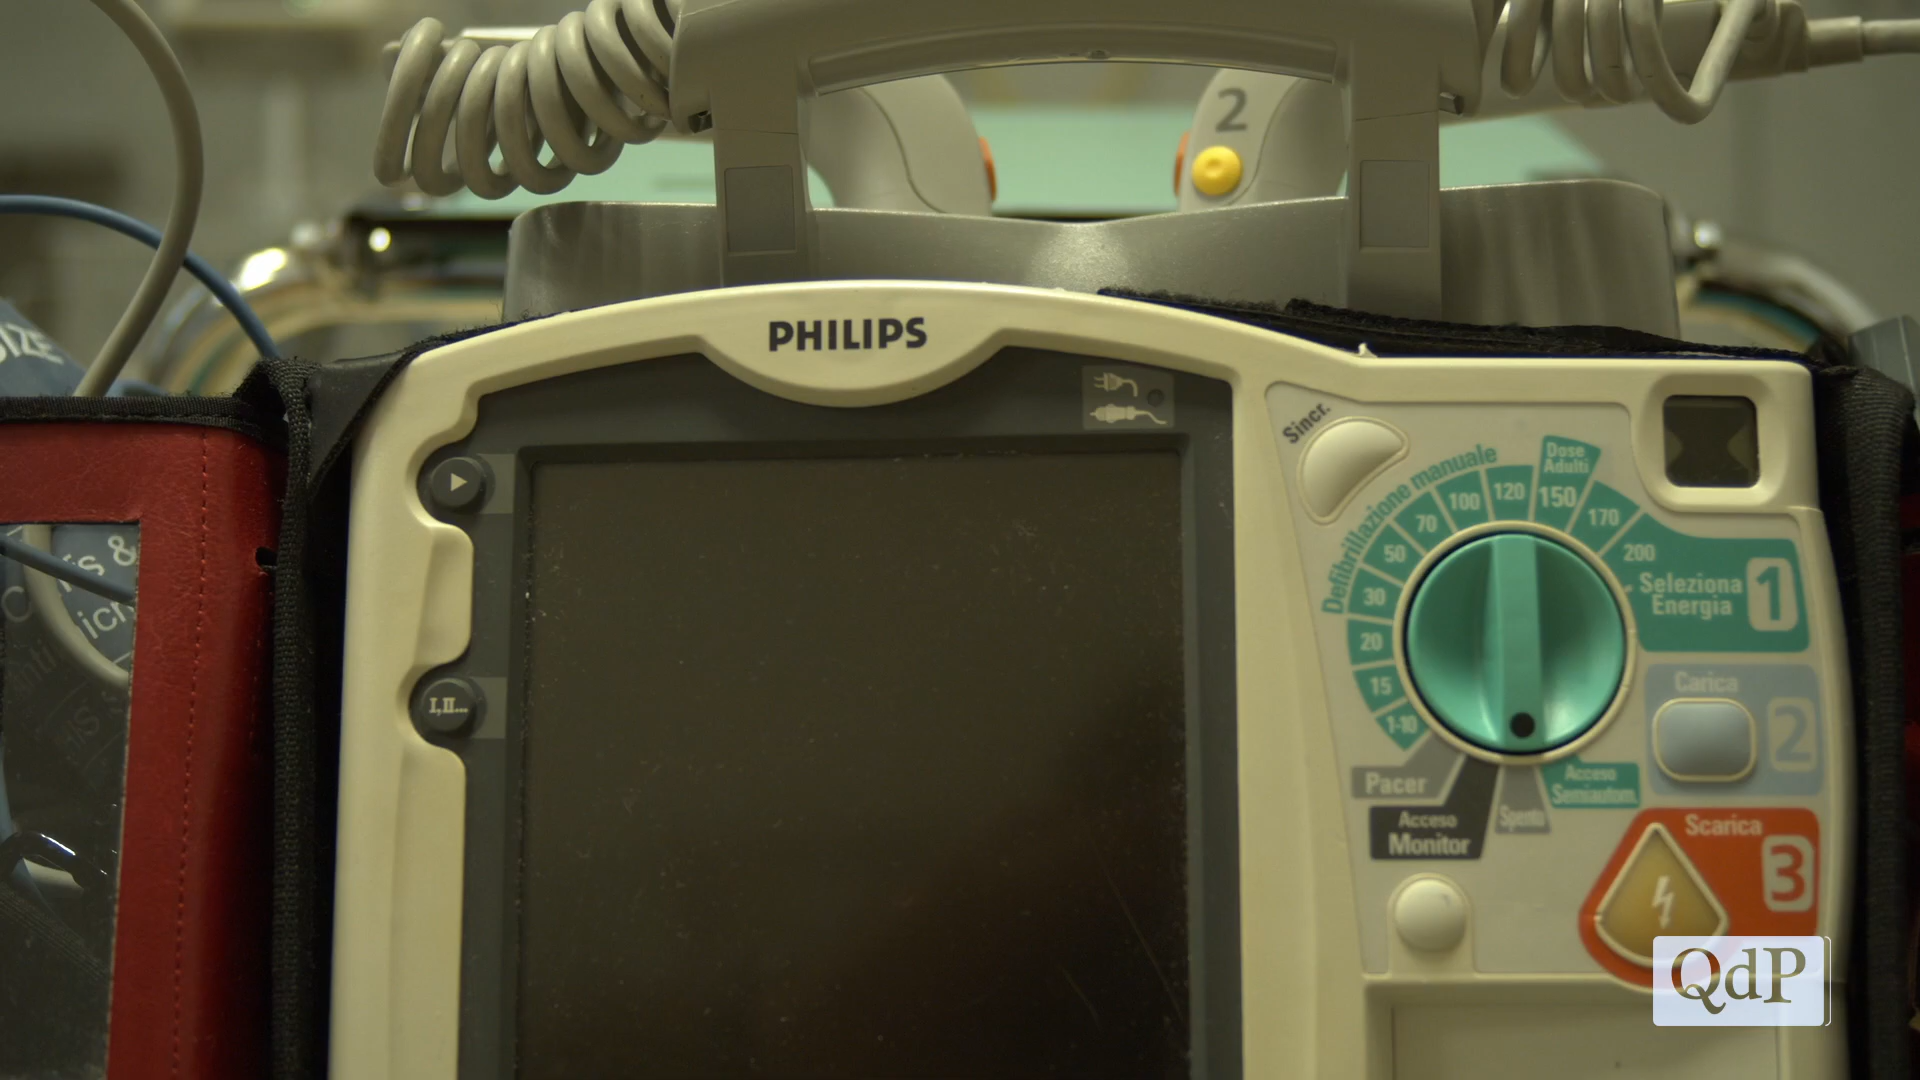 2
PHILIPS
IZE
Sincr.
Defibrillazione manuale
Dose
Adulti
1-10
15
20
30
50
70
100
120
150
170
200
Seleziona
Energia
1
I,II...
Carica
2
Pacer
Acceso
Monitor
Spento
Acceso
Semiautom.
Scarica
3
QdP